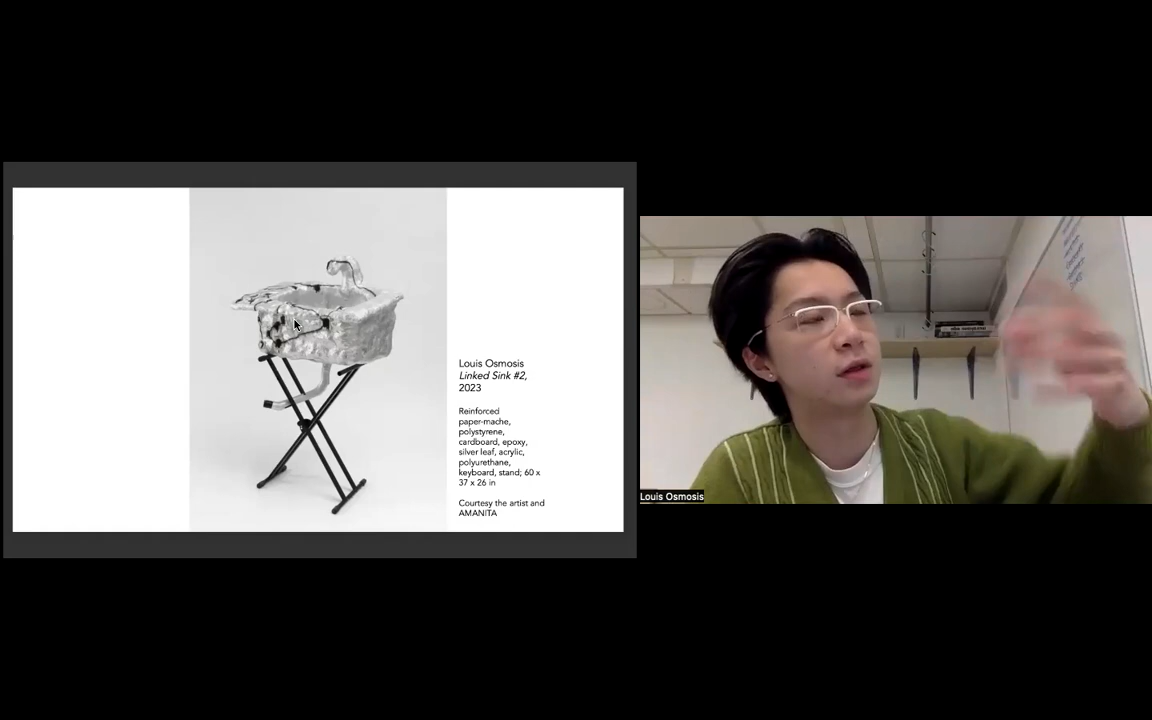 Louis Osmosis
Linked Sink #2,
2023
Reinforced
paper-mache,
polystyrene,
cardboard, epoxy,
silver leaf, acrylic,
polyurethane,
keyboard, stand; 60 x
37 x 26 in
Courtesy the artist and
AMANITA
Louis Osmosis